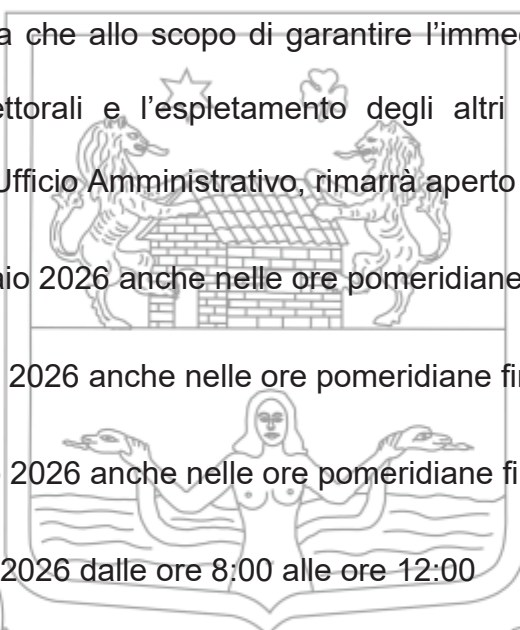 a che allo scopo di garantire l’immed
ettorali e l’espletamento degli altri
Ufficio Amministrativo, rimarrà aperto
aio 2026 anche nelle ore pomeridiane
2026 anche nelle ore pomeridiane fi
2026 anche nelle ore pomeridiane fi
2026 dalle ore 8:00 alle ore 12:00